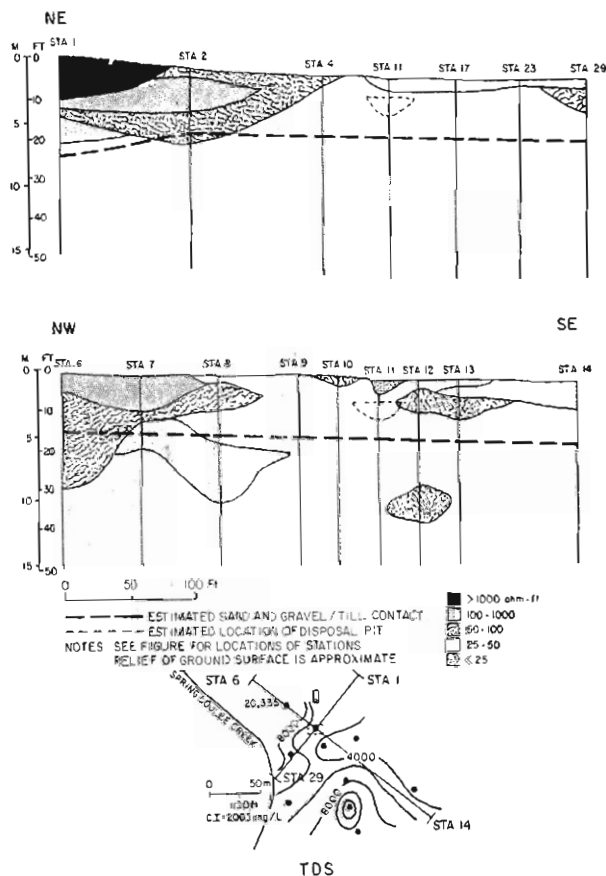 NE
STA 1
STA 2
STA 4
STA 11
STA 17
STA 23
STA 29
M FT
0 0
10
5
20
10 30
40
15 50
NW
SE
STA 6
STA 7
STA 8
STA 9
STA 10
STA 11
STA 12
STA 13
STA 14
M FT
0 0
10
5
20
30
10
40
15 50
0 50 100 Ft
ESTIMATED SAND AND GRAVEL / TILL CONTACT
ESTIMATED LOCATION OF DISPOSAL PIT
NOTES SEE FIGURE FOR LOCATIONS OF STATIONS
RELIEF OF GROUND SURFACE IS APPROXIMATE
>1000 ohm-ft
100-1000
50-100
25-50
≤ 25
STA 6
STA 1
SPRING COULEE CREEK
20,335
8000
4000
STA 29
0 50m
8000
STA 14
TDS